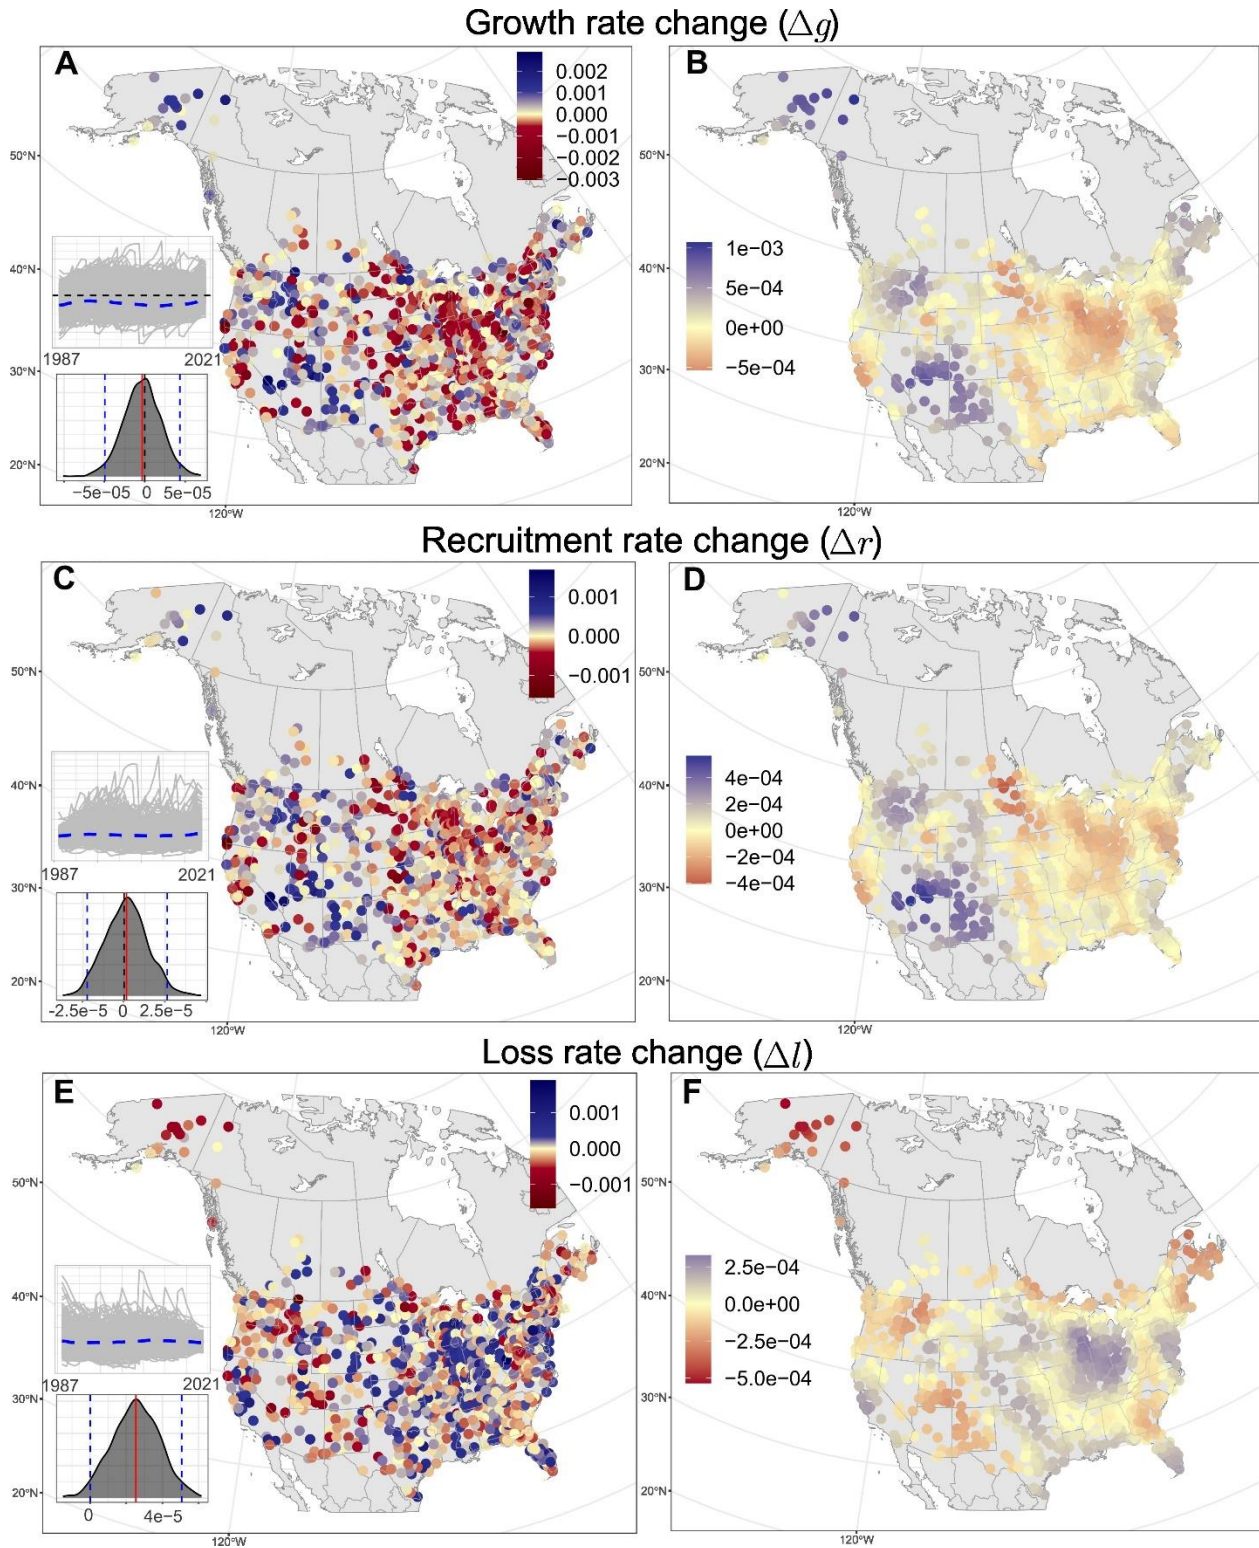 Growth rate change (Δg)
A
0.002
0.001
0.000
−0.001
−0.002
−0.003
50°N
40°N
30°N
20°N
120°W
1987 2021
−5e−05 0 5e−05
B
1e−03
5e−04
0e+00
−5e−04
50°N
40°N
30°N
20°N
120°W
Recruitment rate change (Δr)
C
0.001
0.000
−0.001
50°N
40°N
30°N
20°N
120°W
1987 2021
-2.5e−5 0 2.5e−5
D
4e−04
2e−04
0e+00
−2e−04
−4e−04
50°N
40°N
30°N
20°N
120°W
Loss rate change (Δl)
E
0.001
0.000
−0.001
50°N
40°N
30°N
20°N
120°W
1987 2021
0 4e−5
F
2.5e−04
0.0e+00
−2.5e−04
−5.0e−04
50°N
40°N
30°N
20°N
120°W